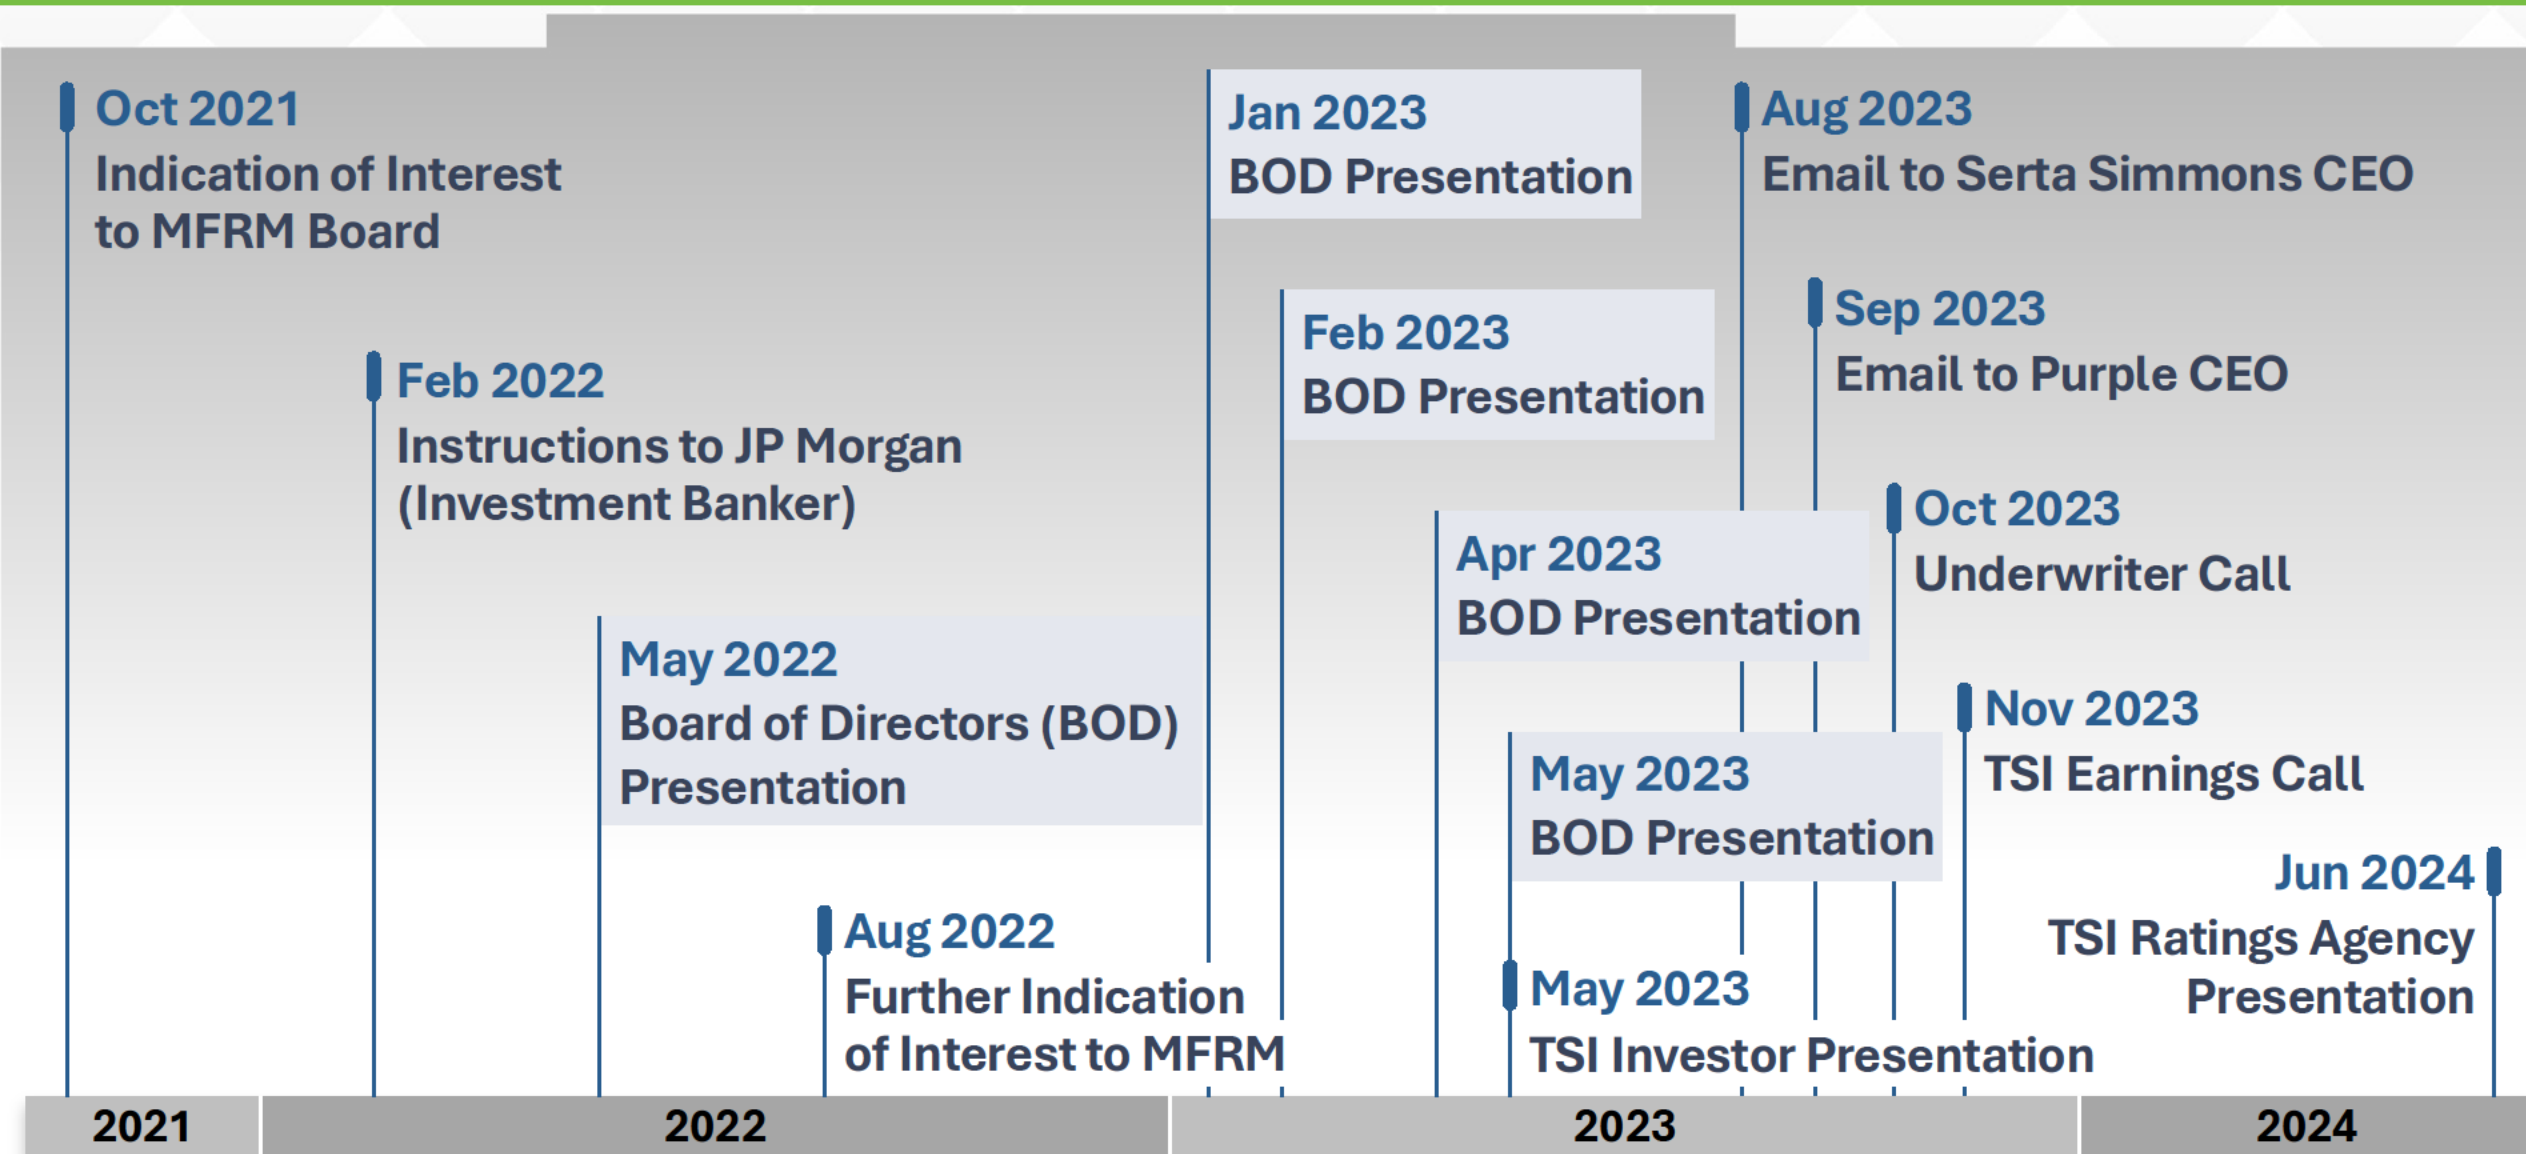 Oct 2021
Indication of Interest
to MFRM Board
Feb 2022
Instructions to JP Morgan
(Investment Banker)
May 2022
Board of Directors (BOD)
Presentation
Aug 2022
Further Indication
of Interest to MFRM
Jan 2023
BOD Presentation
Feb 2023
BOD Presentation
Apr 2023
BOD Presentation
May 2023
BOD Presentation
May 2023
TSI Investor Presentation
Aug 2023
Email to Serta Simmons CEO
Sep 2023
Email to Purple CEO
Oct 2023
Underwriter Call
Nov 2023
TSI Earnings Call
Jun 2024
TSI Ratings Agency
Presentation
2021
2022
2023
2024